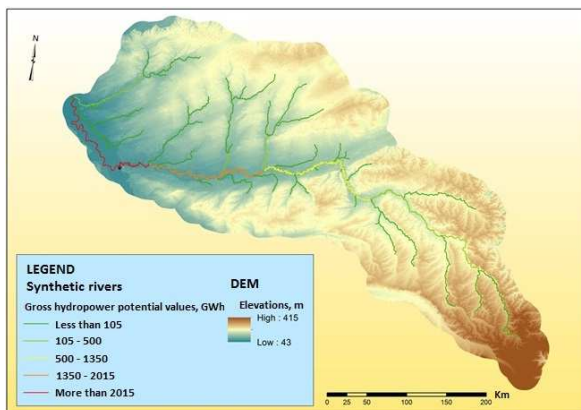 N
LEGEND
Synthetic rivers
Gross hydropower potential values, GWh
Less than 105
105 - 500
500 - 1350
1350 - 2015
More than 2015
DEM
Elevations, m
High : 415
Low : 43
Km
0 25 50 100 150 200